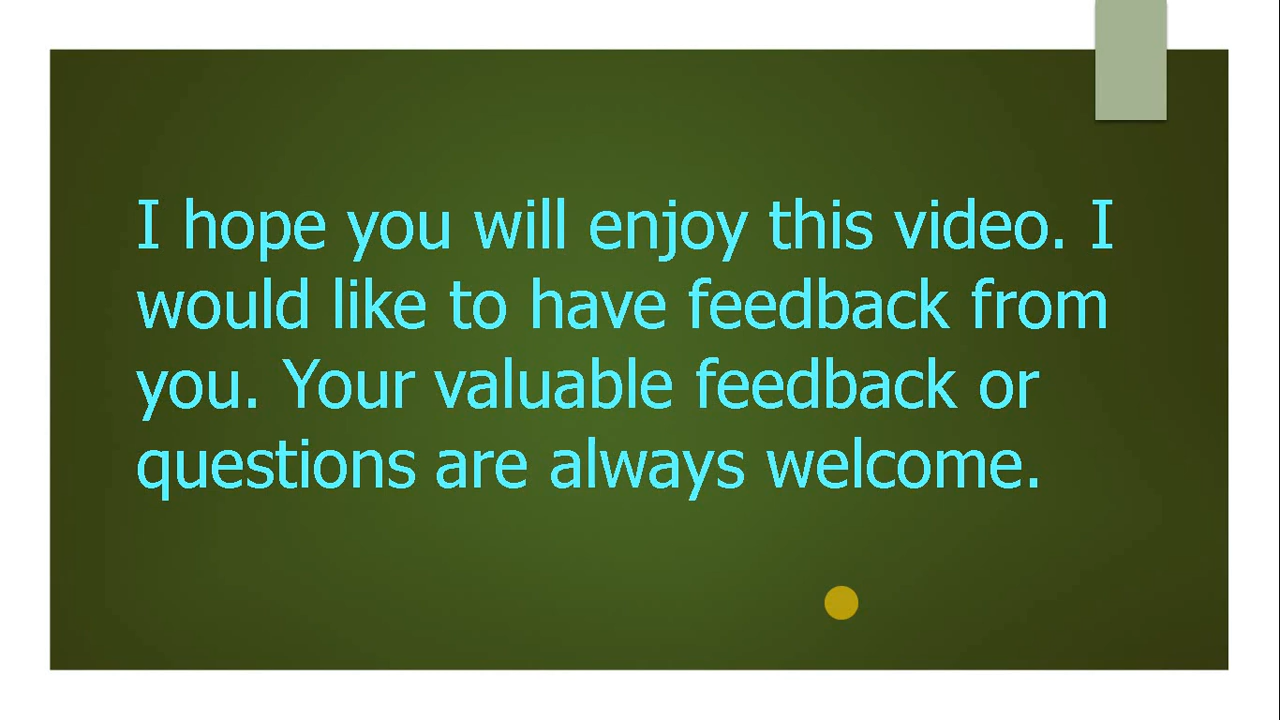 I hope you will enjoy this video. I
would like to have feedback from
you. Your valuable feedback or
questions are always welcome.